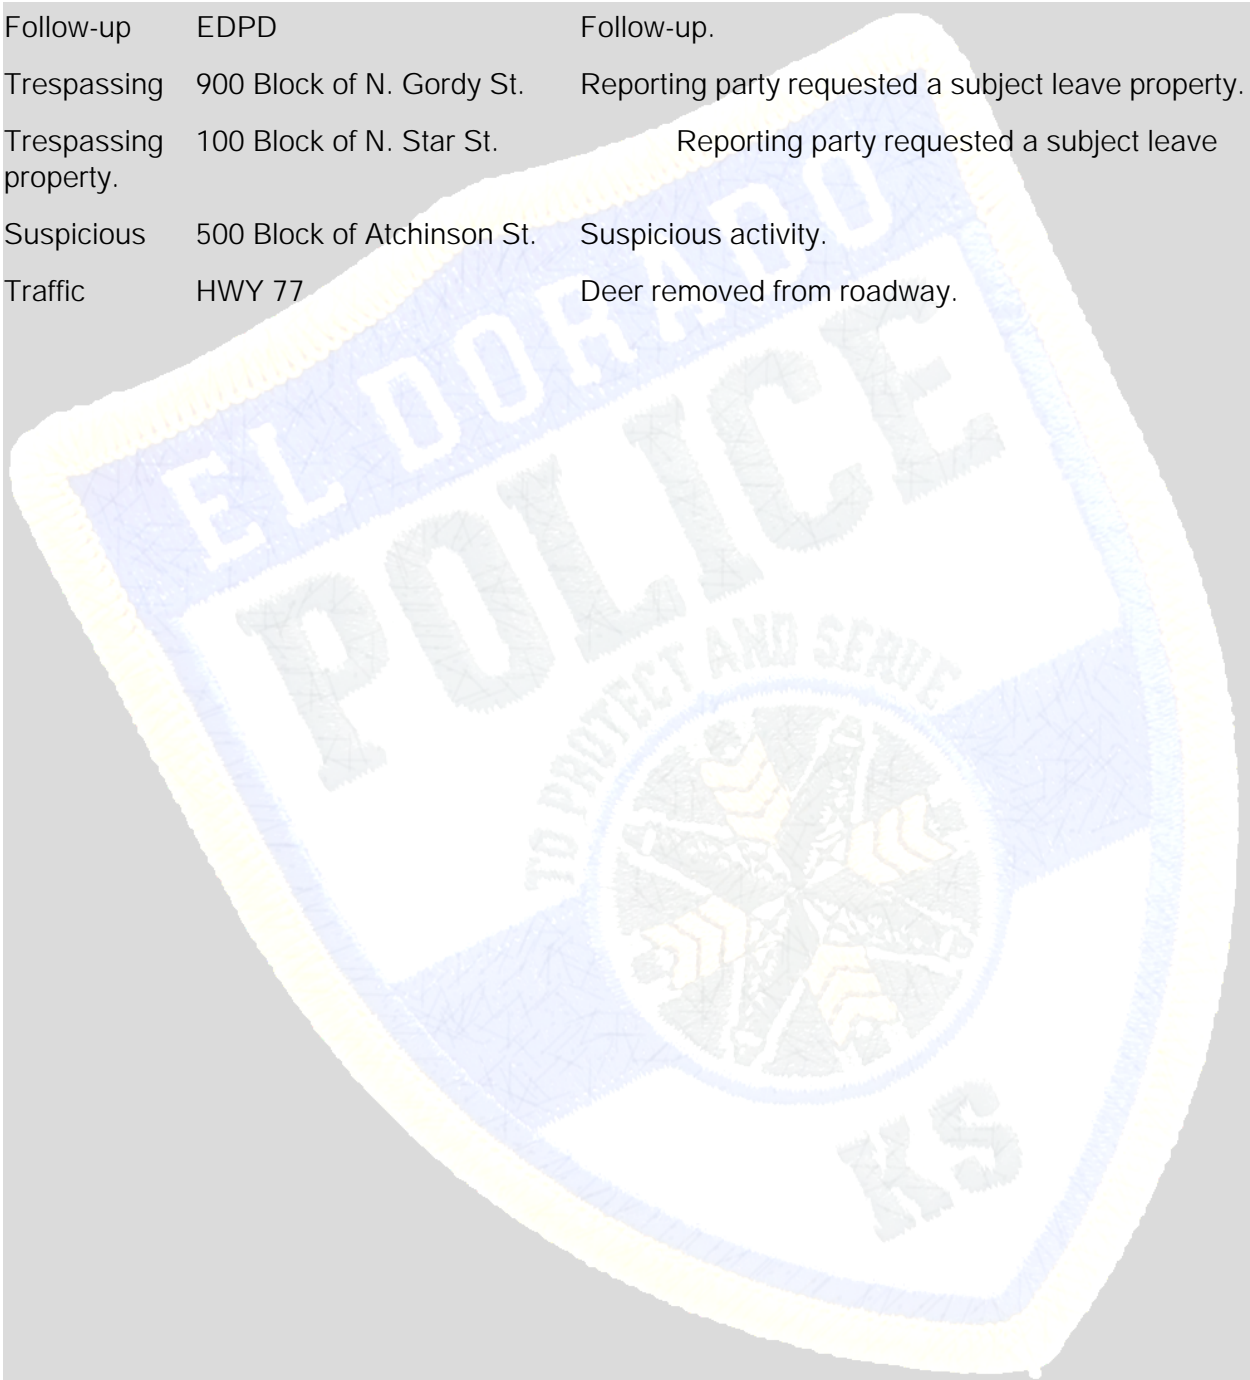 Follow-up EDPD Follow-up.
Trespassing 900 Block of N. Gordy St. Reporting party requested a subject leave property.
Trespassing 100 Block of N. Star St. Reporting party requested a subject leave
property.
Suspicious 500 Block of Atchinson St. Suspicious activity.
Traffic HWY 77 Deer removed from roadway.
EL DORADO
POLICE
TO PROTECT AND SERVE
KS